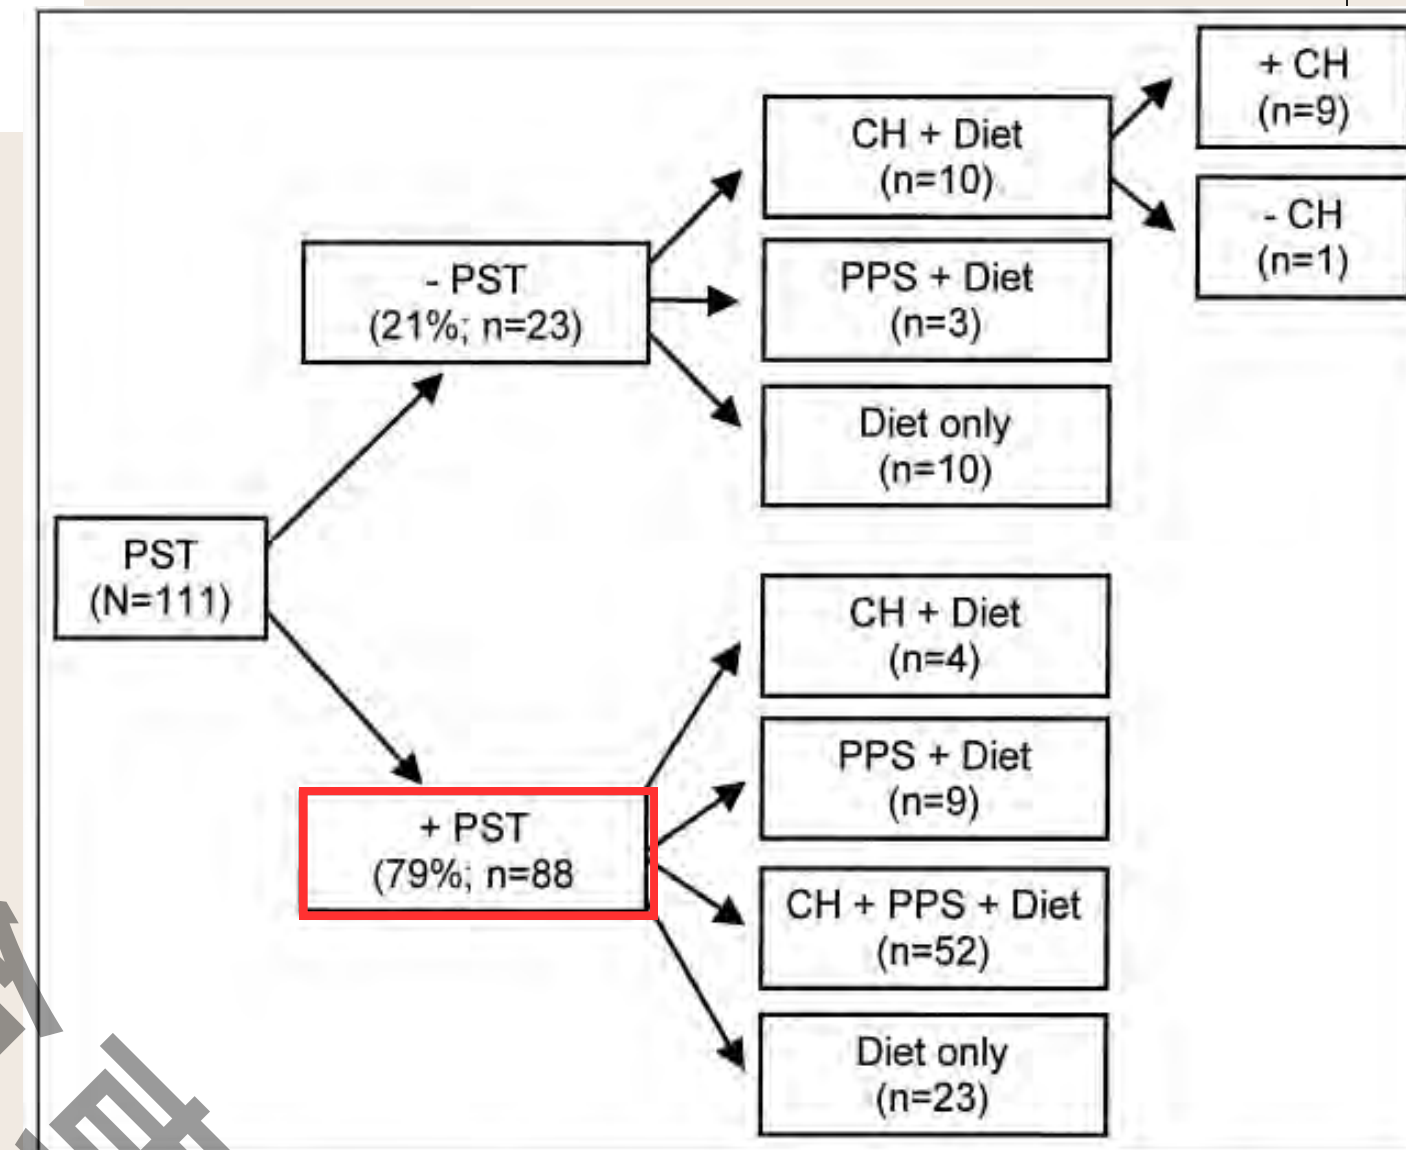 PST
(N=111)
- PST
(21%; n=23)
CH + Diet
(n=10)
+ CH
(n=9)
- CH
(n=1)
PPS + Diet
(n=3)
Diet only
(n=10)
+ PST
(79%; n=88
CH + Diet
(n=4)
PPS + Diet
(n=9)
CH + PPS + Diet
(n=52)
Diet only
(n=23)